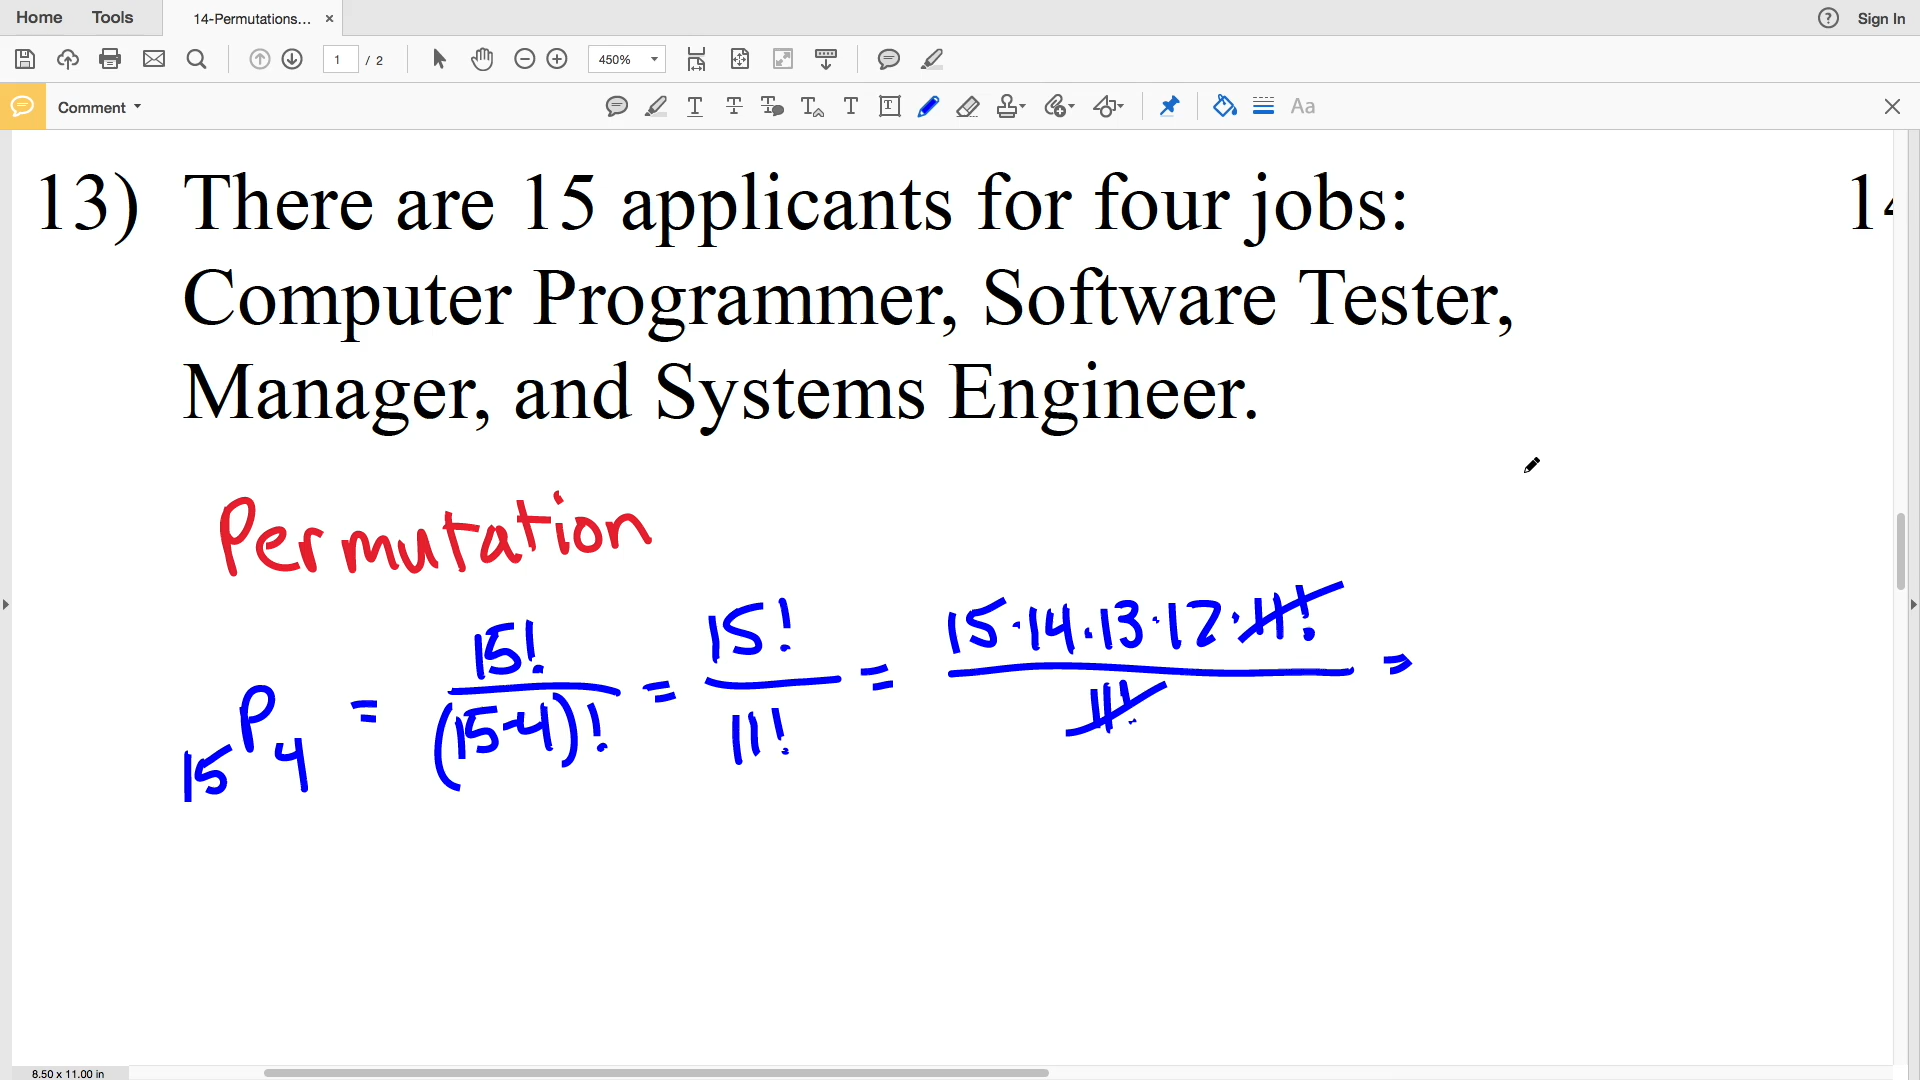 Home Tools 14-Permutations... × Sign In
1 / 2 450%
Comment Aa
13) There are 15 applicants for four jobs:
Computer Programmer, Software Tester,
Manager, and Systems Engineer.
14
Permutation
15P4 = 15!/(15-4)! = 15!/11! = 15·14·13·12·11!/11! =
8.50 x 11.00 in